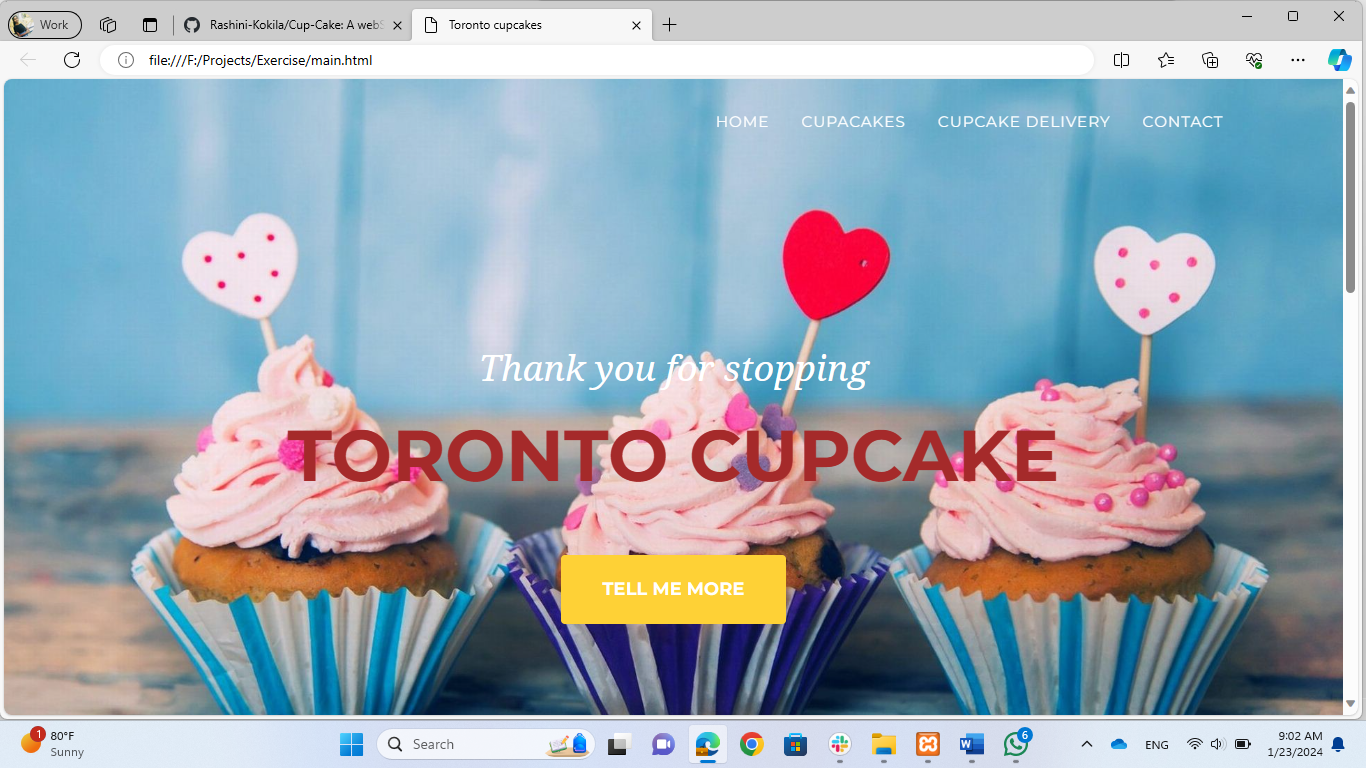 Work
Rashini-Kokila/Cup-Cake: A webS
Toronto cupcakes
file:///F:/Projects/Exercise/main.html
HOME CUPACAKES CUPCAKE DELIVERY CONTACT
Thank you for stopping
TORONTO CUPCAKE
TELL ME MORE
1
80°F
Sunny
Search
6
ENG
9:02 AM
1/23/2024